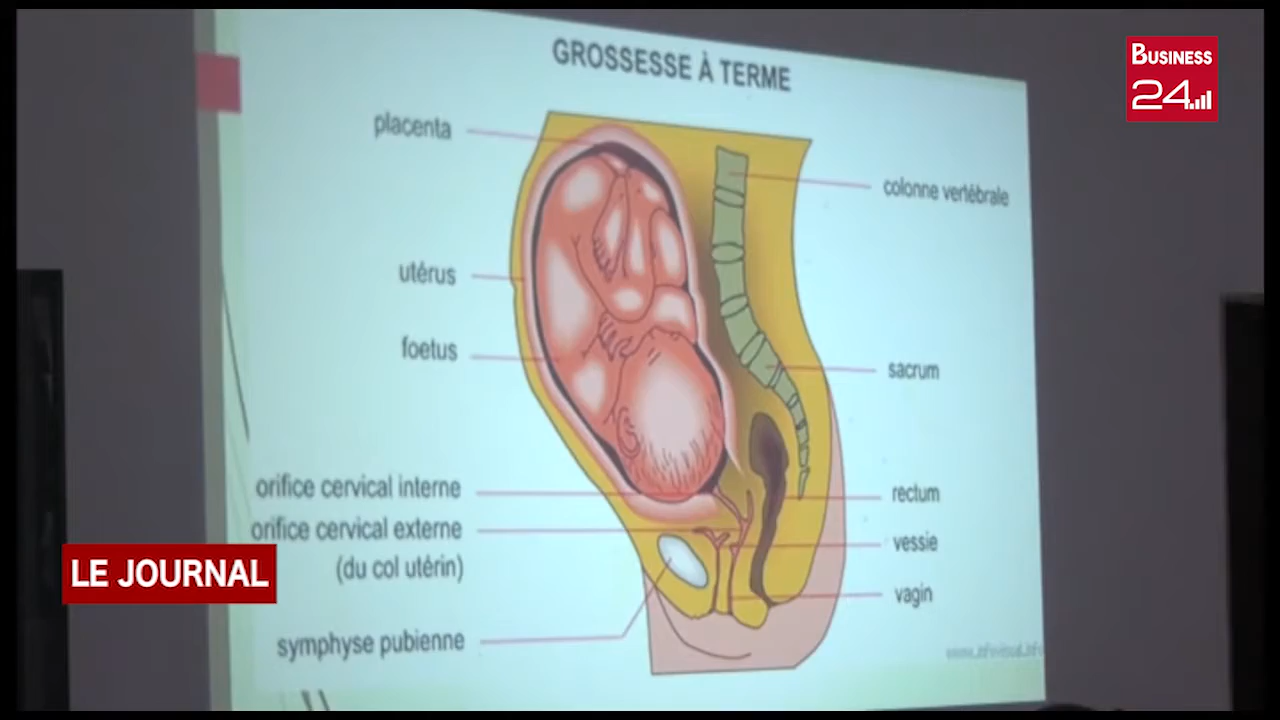 GROSSESSE À TERME
BUSINESS
24
placenta
colonne vertébrale
utérus
foetus
sacrum
orifice cervical interne
rectum
orifice cervical externe
vessie
(du col utérin)
vagin
LE JOURNAL
symphyse pubienne